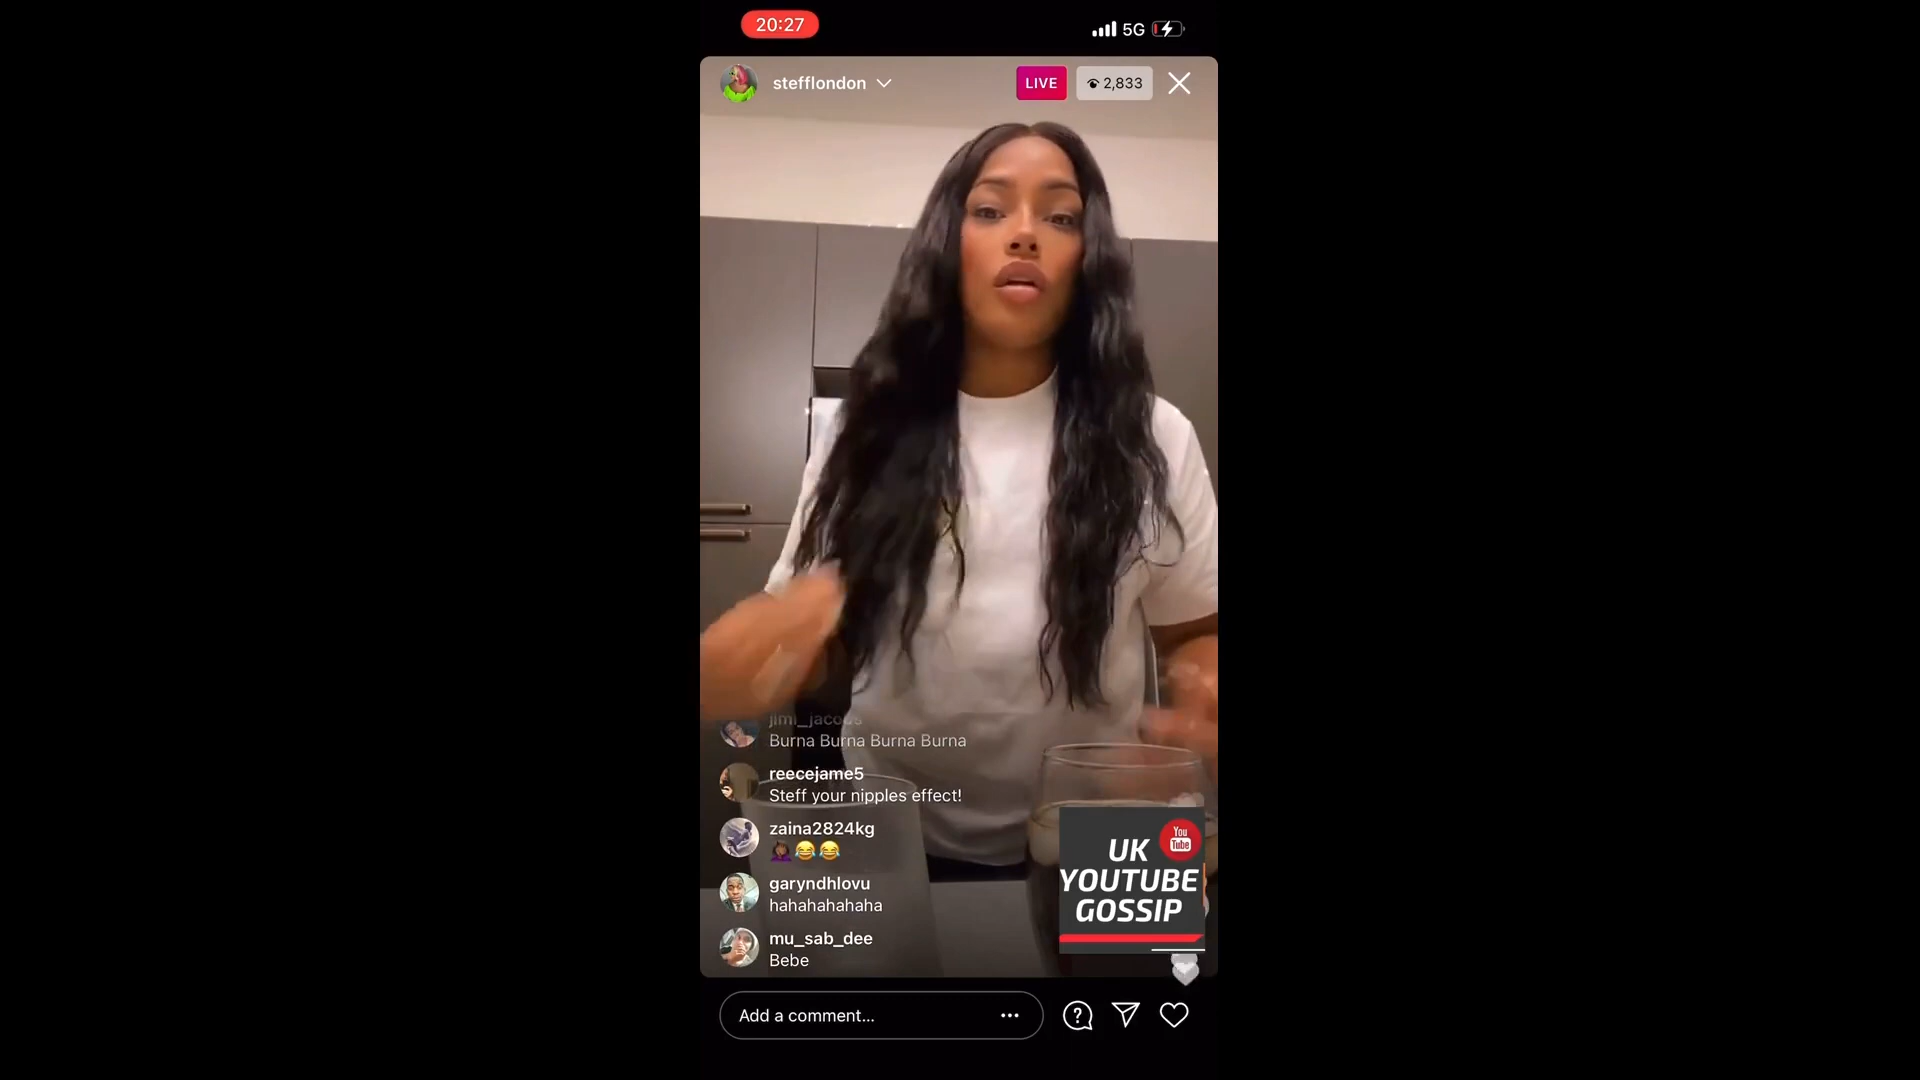 20:27
5G
stefflondon
LIVE
2,833
jimi_jacobs
Burna Burna Burna Burna
reecejame5
Steff your nipples effect!
zaina2824kg
🤦🏾‍♀️😂😂
garyndhlovu
hahahahahaha
mu_sab_dee
Bebe
You
Tube
UK
YOUTUBE
GOSSIP
Add a comment...